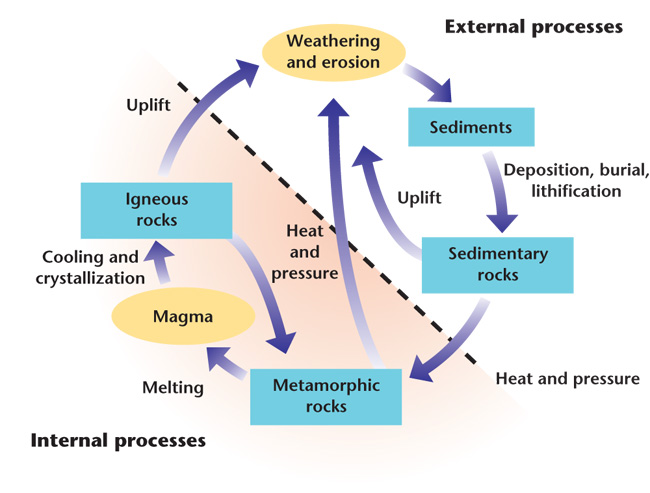 External processes
Weathering
and erosion
Uplift
Sediments
Deposition, burial,
lithification
Igneous
rocks
Uplift
Heat
and
pressure
Sedimentary
rocks
Cooling and
crystallization
Magma
Melting
Metamorphic
rocks
Heat and pressure
Internal processes